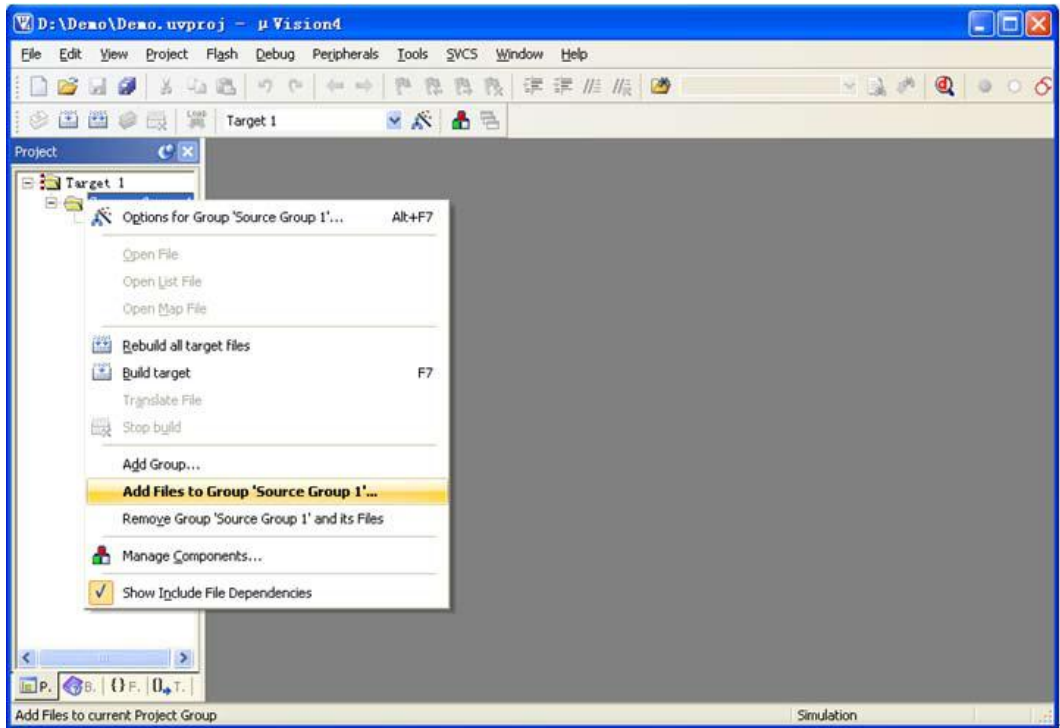 D:\Demo\Demo.uvproj - µVision4
File Edit View Project Flash Debug Peripherals Tools SVCS Window Help
Target 1
Project
Target 1
Options for Group 'Source Group 1'... Alt+F7
Open File
Open List File
Open Map File
Rebuild all target files
Build target F7
Translate File
Stop build
Add Group...
Add Files to Group 'Source Group 1'...
Remove Group 'Source Group 1' and its Files
Manage Components...
Show Include File Dependencies
P. B. {} F. 0 T.
Add Files to current Project Group Simulation